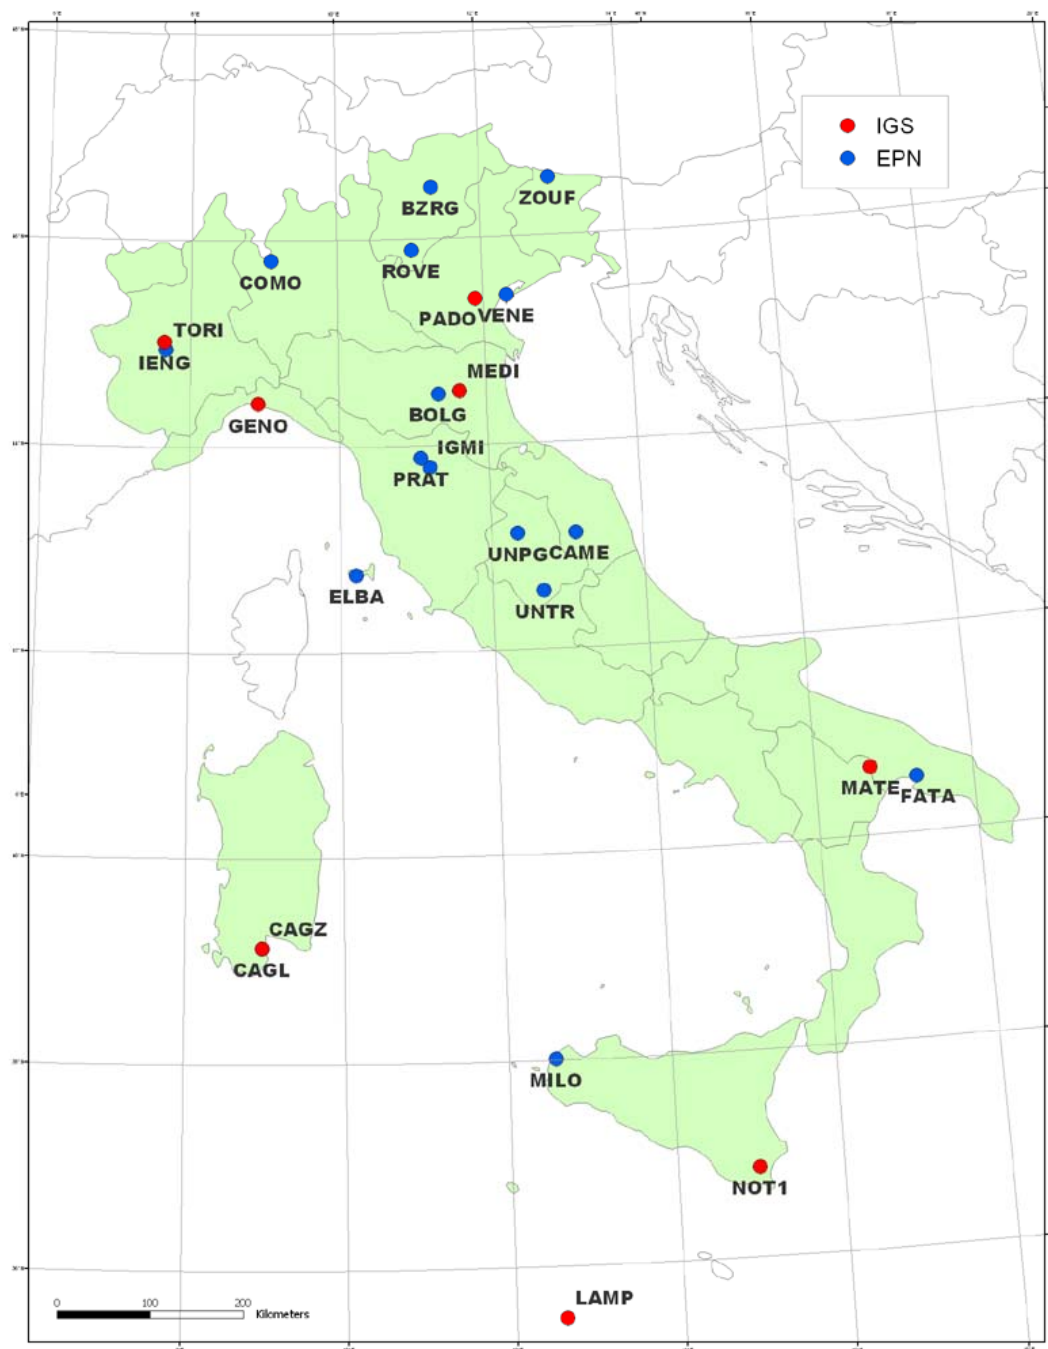 IGS
EPN
ZOUF
BZRG
ROVE
COMO
PADO VENE
TORI
IENG
MEDI
BOLG
GENO
IGMI
PRAT
UNPG CAME
ELBA
UNTR
MATE
FATA
CAGZ
CAGL
MILO
NOT1
LAMP
0 100 200 Kilometers